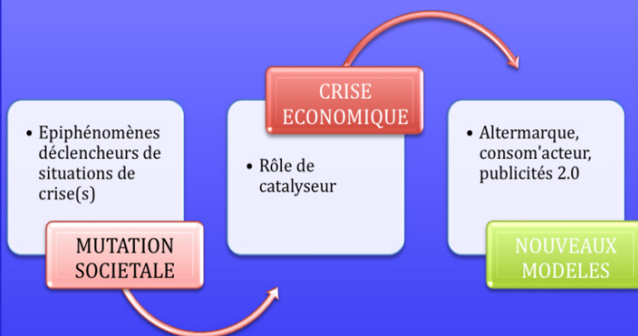 • Epiphénomènes
déclencheurs de
situations de
crise(s)
MUTATION
SOCIETALE
CRISE
ECONOMIQUE
• Rôle de
catalyseur
• Altermarque,
consom'acteur,
publicités 2.0
NOUVEAUX
MODELES